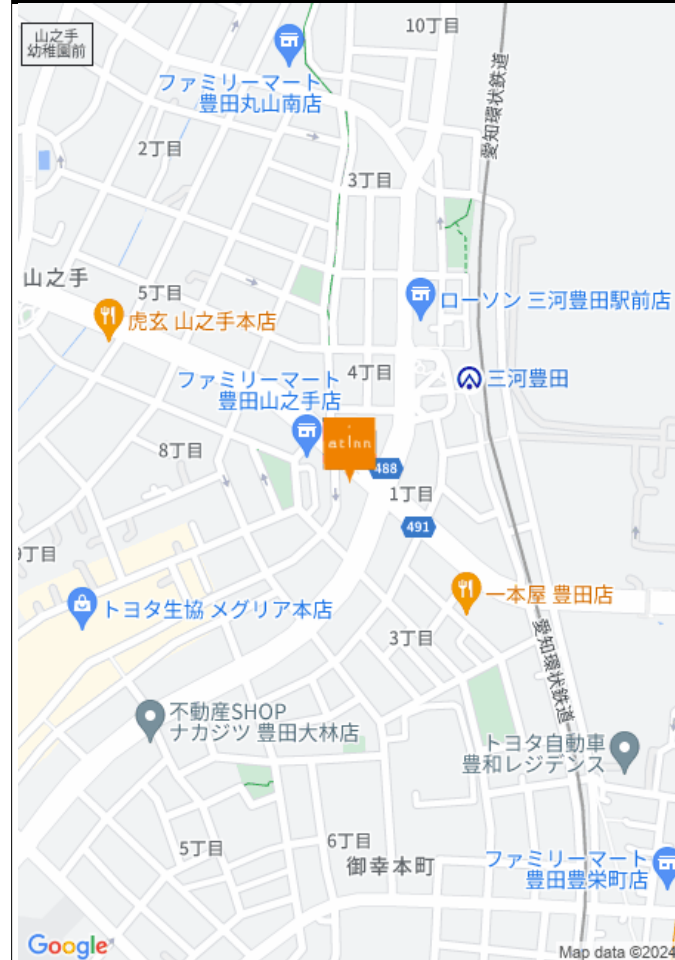 10丁目
山之手
幼稚園前
ファミリーマート
豊田丸山南店
愛知環状鉄道
2丁目
3丁目
山之手
5丁目
ローソン 三河豊田駅前店
虎玄 山之手本店
4丁目
三河豊田
ファミリーマート
豊田山之手店
atInn
8丁目
488
1丁目
491
9丁目
一本屋 豊田店
トヨタ生協 メグリア本店
3丁目
愛知環状鉄道
不動産SHOP
ナカジツ 豊田大林店
トヨタ自動車
豊和レジデンス
5丁目
6丁目
御幸本町
ファミリーマート
豊田豊栄町店
Google
Map data ©2024